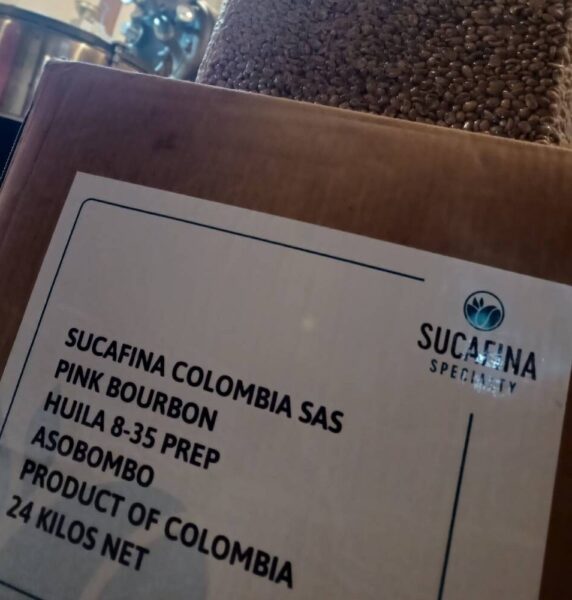 SUCAFINA
SPECIALTY
SUCAFINA COLOMBIA SAS
PINK BOURBON
HUILA 8-35 PREP
ASOBOMBO
PRODUCT OF COLOMBIA
24 KILOS NET